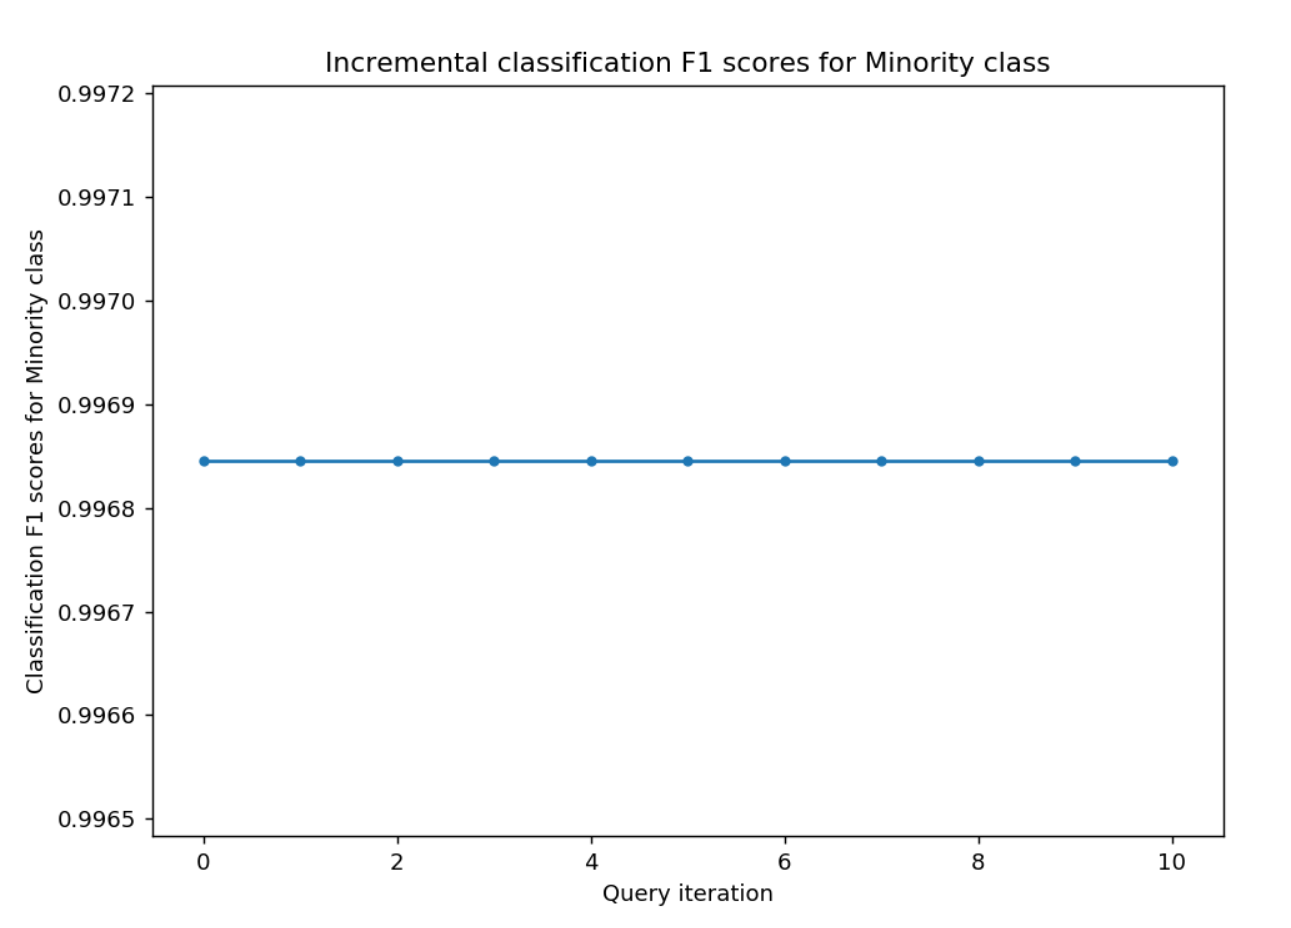 Incremental classification F1 scores for Minority class
Classification F1 scores for Minority class
0.9972
0.9971
0.9970
0.9969
0.9968
0.9967
0.9966
0.9965
0 2 4 6 8 10
Query iteration